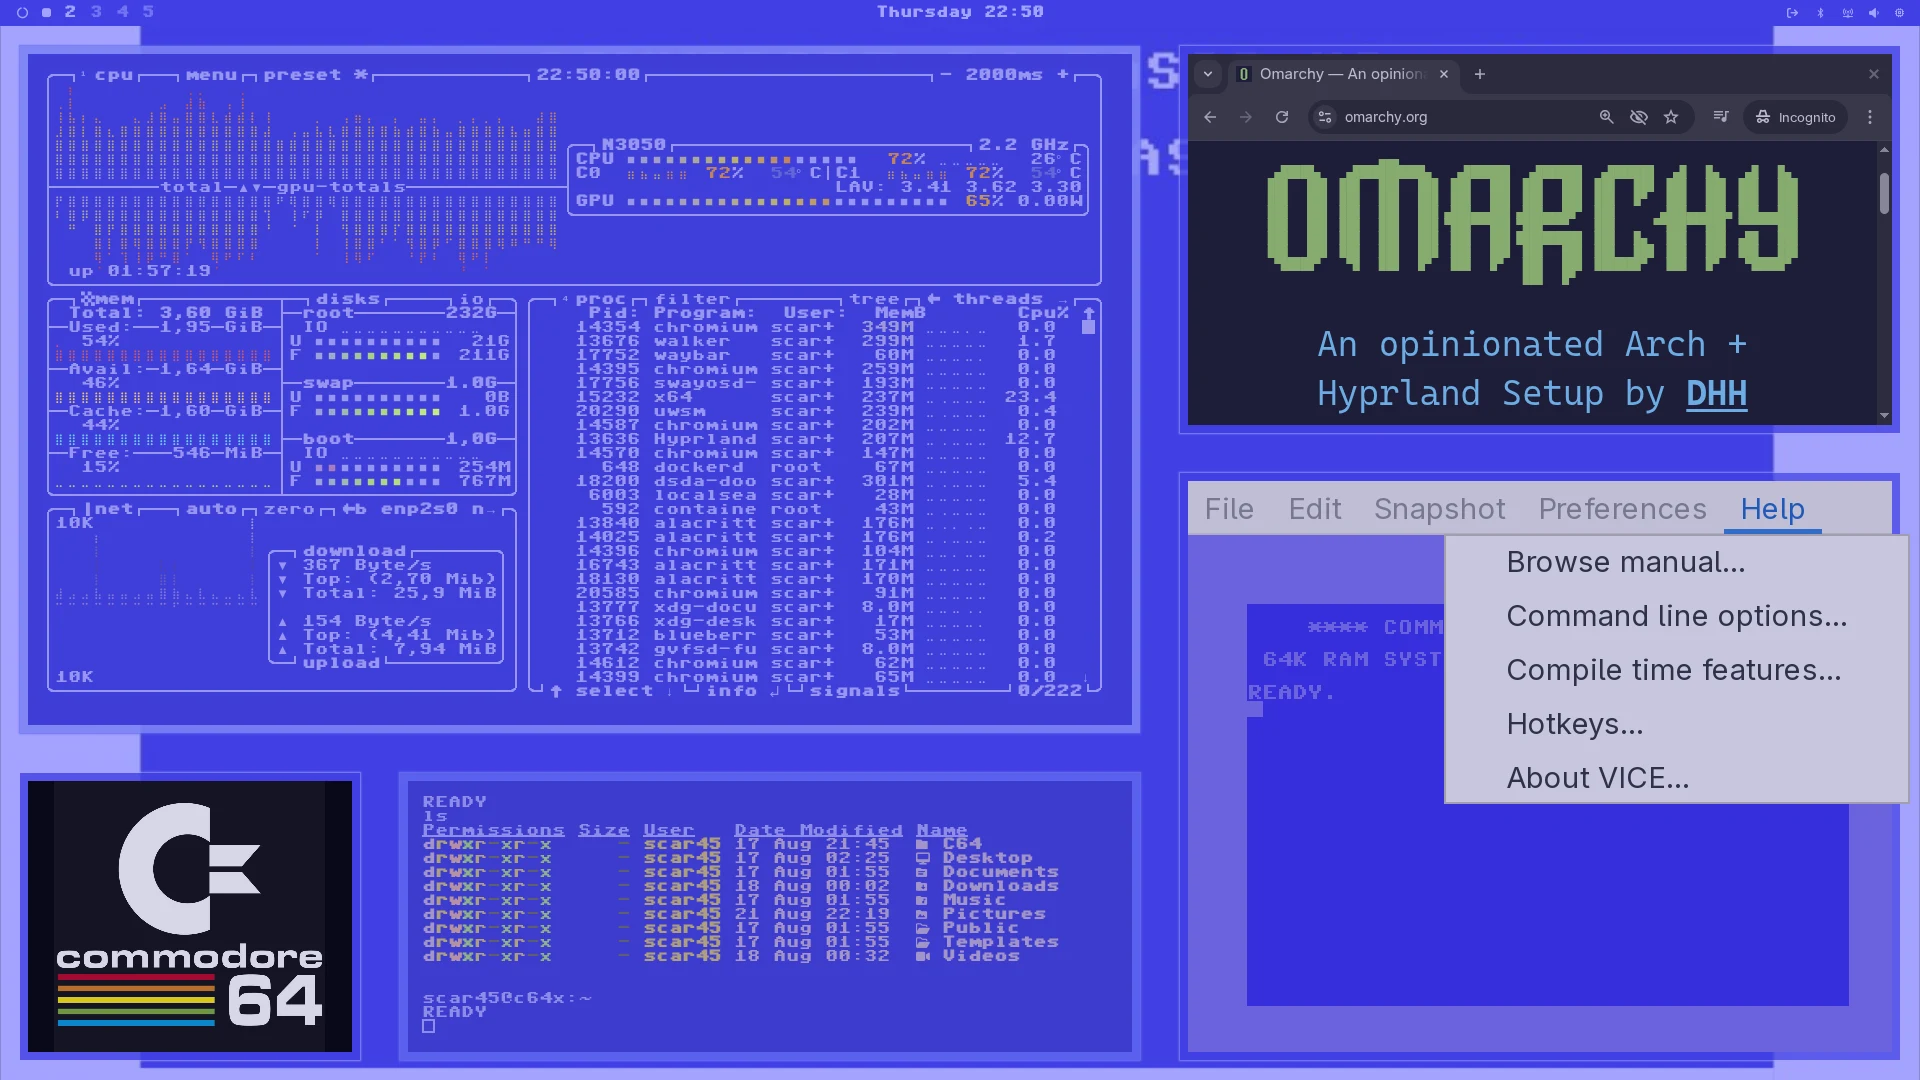 2 3 4 5
Thursday 22:50
1 cpu menu preset * 22:50:00 - 2000ms +
N3050 2.2 GHz
CPU 72% 26°C
C0 72% 54°C|C1 72% 54°C
LAV: 3.41 3.62 3.30
GPU 65% 0.00W
total gpu-totals
up 01:57:19
mem
Total: 3,60 GiB
Used: 1,95 GiB
54%
Avail: 1,64 GiB
46%
Cache: 1,60 GiB
44%
Free: 546 MiB
15%
disks io
root 232G
IO
U 21G
F 211G
swap 1.0G
U 0B
F 1.0G
boot 1,0G
IO
U 254M
F 767M
net auto zero ←b enp2s0 n→
10K
download
▼ 367 Byte/s
▼ Top: (2,70 Mib)
▼ Total: 25,9 MiB
▲ 154 Byte/s
▲ Top: (4,41 Mib)
▲ Total: 7,94 MiB
upload
10K
4 proc filter tree ← threads →
Pid: Program: User: MemB Cpu% ↑
14354 chromium scar+ 349M 0.0
13676 walker scar+ 299M 1.7
17752 waybar scar+ 60M 0.0
14395 chromium scar+ 259M 0.0
17756 swayosd- scar+ 193M 0.0
15232 x64 scar+ 237M 23.4
20290 uwsm scar+ 239M 0.4
14587 chromium scar+ 202M 0.0
13636 Hyprland scar+ 207M 12.7
14570 chromium scar+ 147M 0.0
648 dockerd root 67M 0.0
18200 dsda-doo scar+ 301M 5.4
6003 localsea scar+ 28M 0.0
592 containe root 43M 0.0
13840 alacritt scar+ 176M 0.0
14025 alacritt scar+ 176M 0.2
14396 chromium scar+ 104M 0.0
16743 alacritt scar+ 171M 0.0
18130 alacritt scar+ 170M 0.0
20585 chromium scar+ 91M 0.0
13777 xdg-docu scar+ 8.0M 0.0
13766 xdg-desk scar+ 17M 0.0
13712 blueberr scar+ 53M 0.0
13742 gvfsd-fu scar+ 8.0M 0.0
14612 chromium scar+ 62M 0.0
14399 chromium scar+ 65M 0.0
↑ select ↓ info ↲ signals 0/222
Omarchy — An opinion
omarchy.org
Incognito
OMARCHY
An opinionated Arch +
Hyprland Setup by DHH
File Edit Snapshot Preferences Help
Browse manual...
Command line options...
Compile time features...
Hotkeys...
About VICE...
**** COMM
64K RAM SYST
READY.
commodore
64
READY
ls
Permissions Size User Date Modified Name
drwxr-xr-x - scar45 17 Aug 21:45 C64
drwxr-xr-x - scar45 17 Aug 02:25 Desktop
drwxr-xr-x - scar45 17 Aug 01:55 Documents
drwxr-xr-x - scar45 18 Aug 00:02 Downloads
drwxr-xr-x - scar45 17 Aug 01:55 Music
drwxr-xr-x - scar45 21 Aug 22:19 Pictures
drwxr-xr-x - scar45 17 Aug 01:55 Public
drwxr-xr-x - scar45 17 Aug 01:55 Templates
drwxr-xr-x - scar45 18 Aug 00:32 Videos
scar45@c64x:~
READY